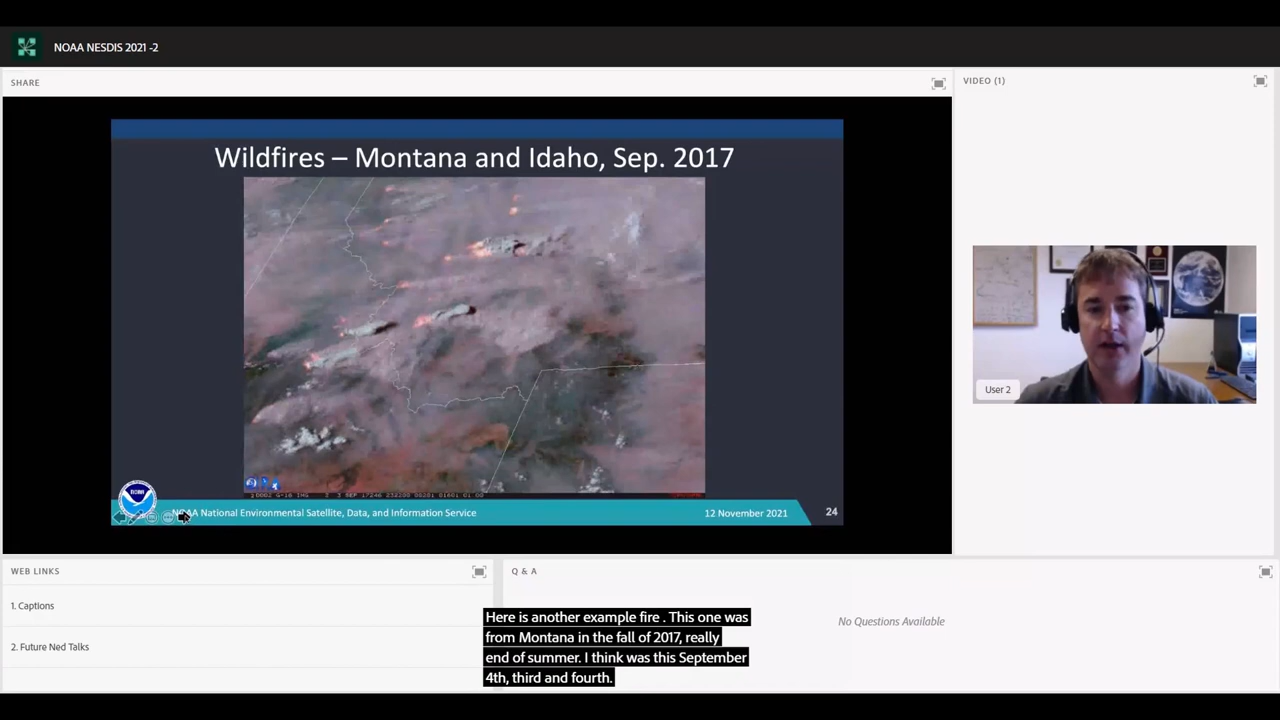 NOAA NESDIS 2021 -2
SHARE
VIDEO (1)
Wildfires – Montana and Idaho, Sep. 2017
User 2
NOAA
NOAA National Environmental Satellite, Data, and Information Service
12 November 2021
24
WEB LINKS
1. Captions
2. Future Ned Talks
Q & A
No Questions Available
Here is another example fire . This one was
from Montana in the fall of 2017, really
end of summer. I think was this September
4th, third and fourth.